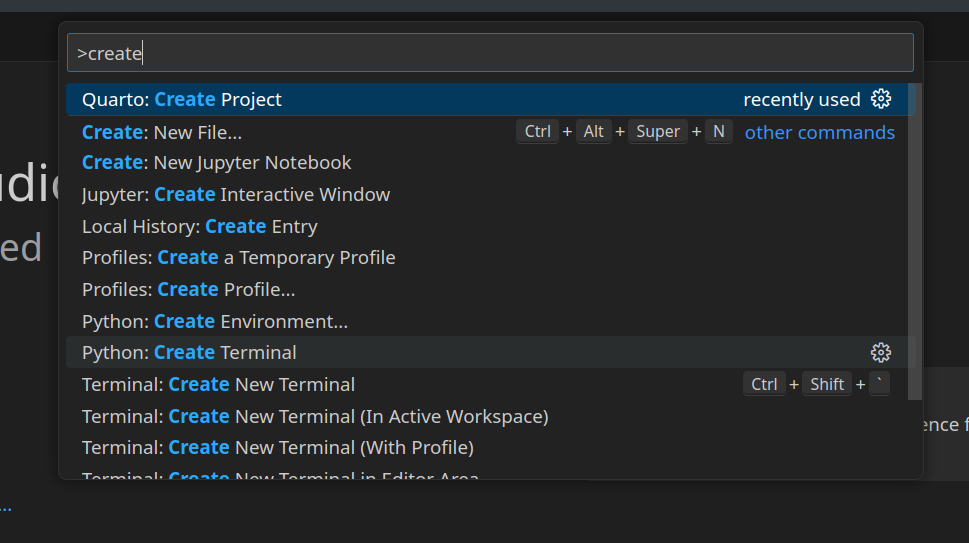 >create
Quarto: Create Project recently used
Create: New File... Ctrl + Alt + Super + N other commands
Create: New Jupyter Notebook
Jupyter: Create Interactive Window
Local History: Create Entry
Profiles: Create a Temporary Profile
Profiles: Create Profile...
Python: Create Environment...
Python: Create Terminal
Terminal: Create New Terminal Ctrl + Shift + `
Terminal: Create New Terminal (In Active Workspace)
Terminal: Create New Terminal (With Profile)
Terminal: Create New Terminal in Editor Area
...